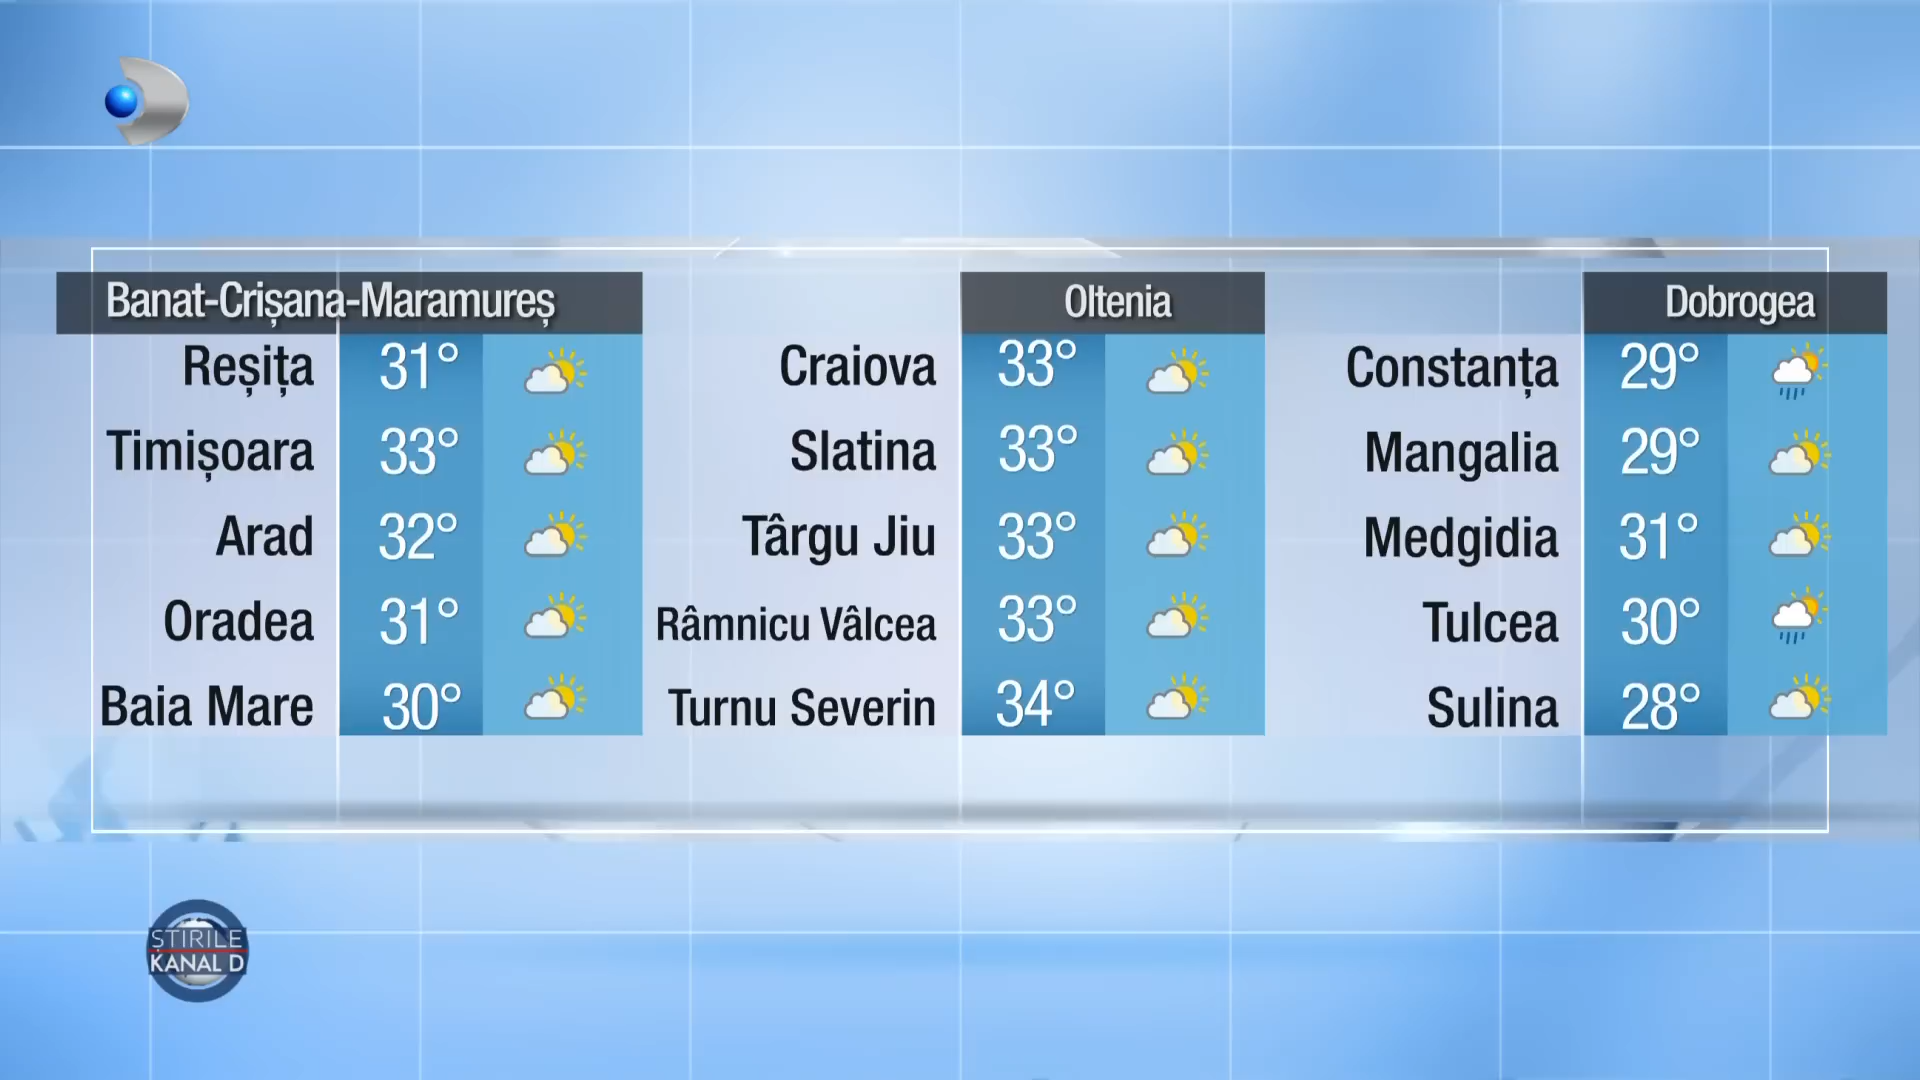 Banat-Crișana-Maramureș
Reșița 31°
Timișoara 33°
Arad 32°
Oradea 31°
Baia Mare 30°
Oltenia
Craiova 33°
Slatina 33°
Târgu Jiu 33°
Râmnicu Vâlcea 33°
Turnu Severin 34°
Dobrogea
Constanța 29°
Mangalia 29°
Medgidia 31°
Tulcea 30°
Sulina 28°
ȘTIRILE
KANAL D